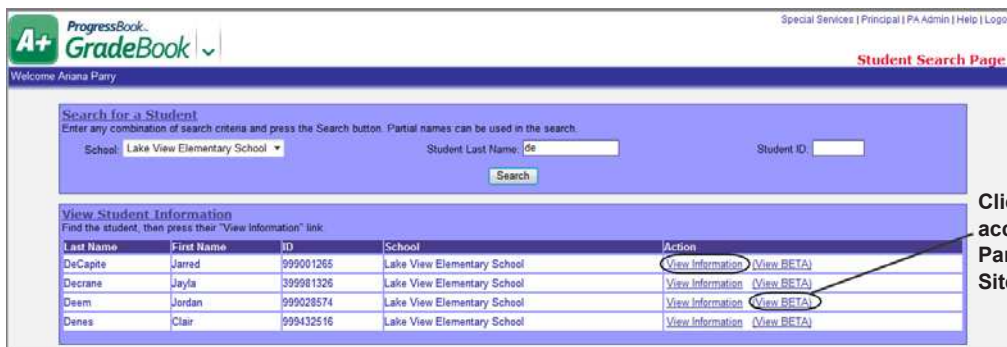 Special Services | Principal | PA Admin | Help |
A+ ProgressBook
GradeBook
Student Search Page
Welcome Ariana Parry
Search for a Student
Enter any combination of search criteria and press the Search button. Partial names can be used in the search.
School: Lake View Elementary School Student Last Name: de Student ID:
Search
View Student Information
Find the student, then press their "View Information" link
Last Name First Name ID School Action
DeCapite Jarred 999001265 Lake View Elementary School View Information (View BETA)
Decrane Jayla 399981326 Lake View Elementary School View Information (View BETA)
Deem Jordan 999028574 Lake View Elementary School View Information (View BETA)
Denes Clair 999432516 Lake View Elementary School View Information (View BETA)